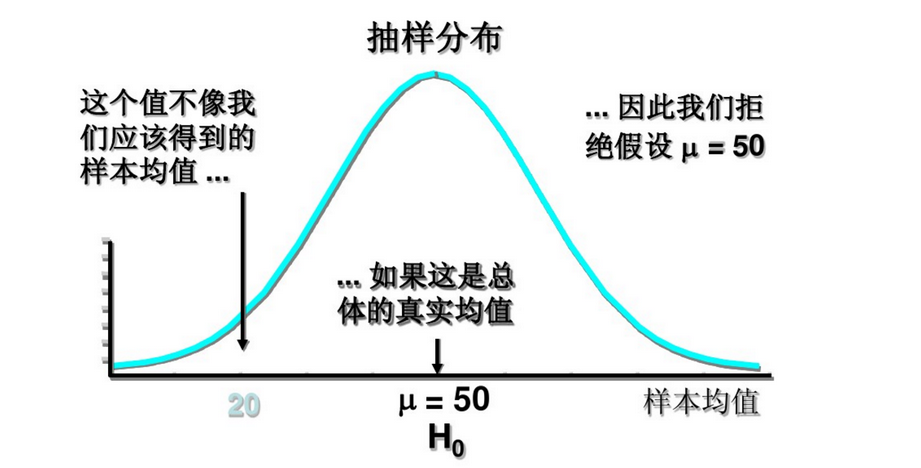 抽样分布
这个值不像我
们应该得到的
样本均值 ...
... 因此我们拒
绝假设 μ = 50
... 如果这是总
体的真实均值
20
μ = 50
H₀
样本均值